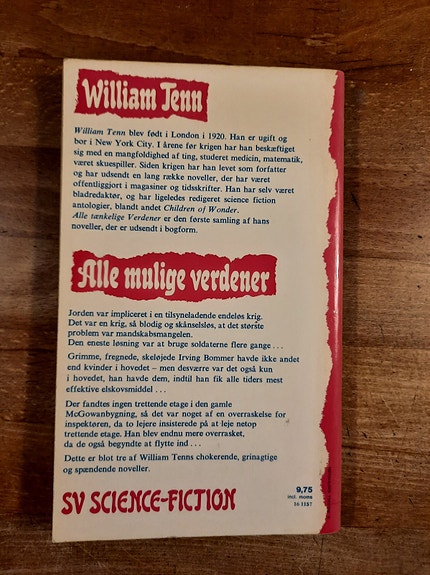 William Tenn
William Tenn blev født i London i 1920. Han er ugift og
bor i New York City. I årene før krigen har han beskæftiget
sig med en mangfoldighed af ting, studeret medicin, matematik,
været skuespiller. Siden krigen har han levet som forfatter
og har udsendt en lang række noveller, der har været
offentliggjort i magasiner og tidsskrifter. Han har selv været
bladredaktør, og har ligeledes redigeret science fiction
antologier, blandt andet Children of Wonder.
Alle tænkelige Verdener er den første samling af hans
noveller, der er udsendt i bogform.
Alle mulige verdener
Jorden var impliceret i en tilsyneladende endeløs krig.
Det var en krig, så blodig og skånselsløs, at det største
problem var mandskabsmangelen.
Den eneste løsning var at bruge soldaterne flere gange ...
Grimme, fregnede, skeløjede Irving Bommer havde ikke andet
end kvinder i hovedet – men desværre var det også kun
i hovedet, han havde dem, indtil han fik alle tiders mest
effektive elskovsmiddel ...
Der fandtes ingen trettende etage i den gamle
McGowanbygning, så det var noget af en overraskelse for
inspektøren, da to lejere insisterede på at leje netop
trettende etage. Han blev endnu mere overrasket,
da de også begyndte at flytte ind ...
Dette er blot tre af William Tenns chokerende, grinagtige
og spændende noveller.
SV SCIENCE-FICTION
9,75
incl. moms
16 1187